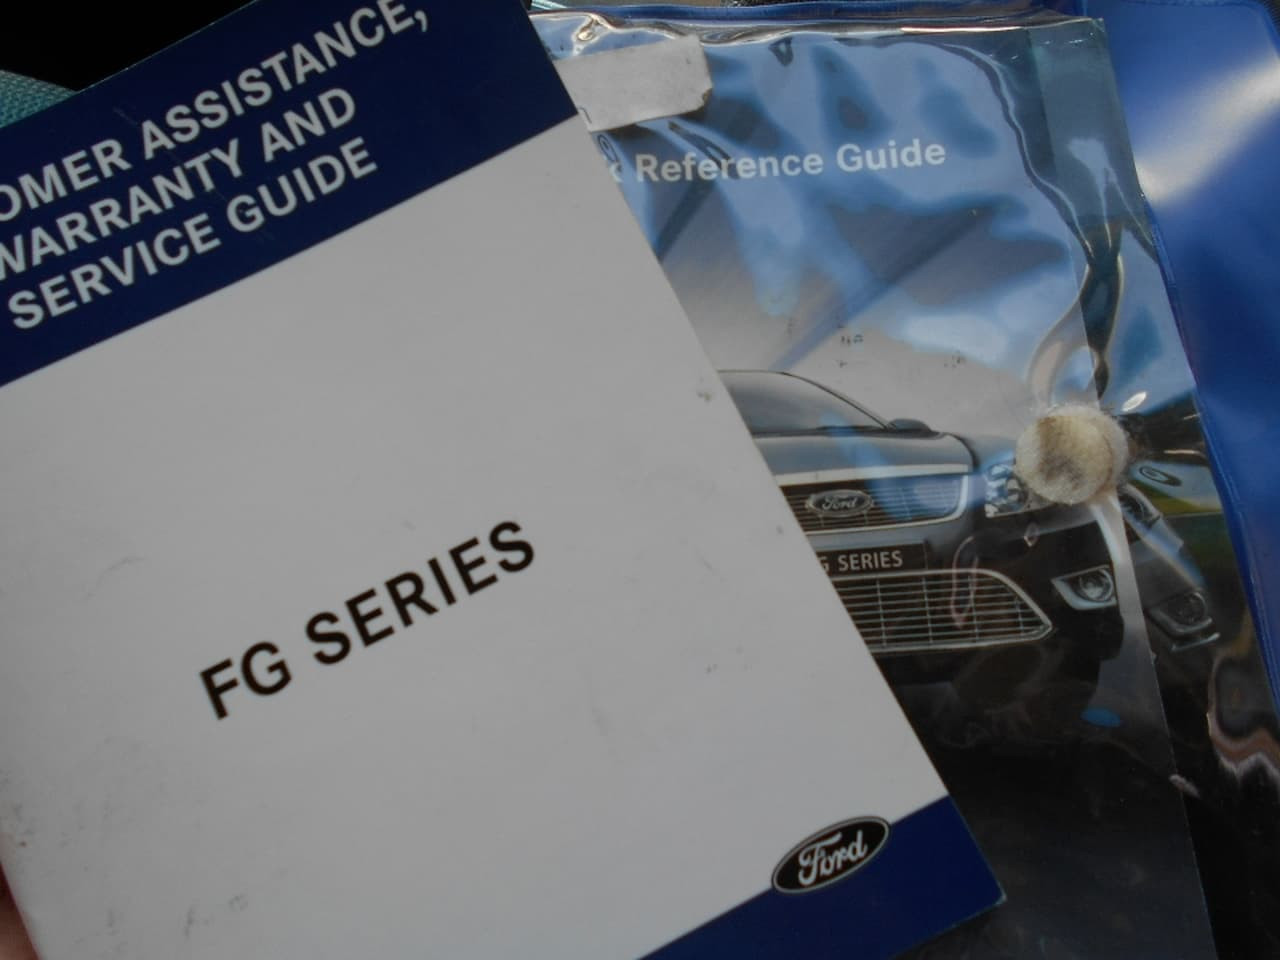 OMER ASSISTANCE,
WARRANTY AND
SERVICE GUIDE
FG SERIES
Ford
Reference Guide
Ford
G SERIES